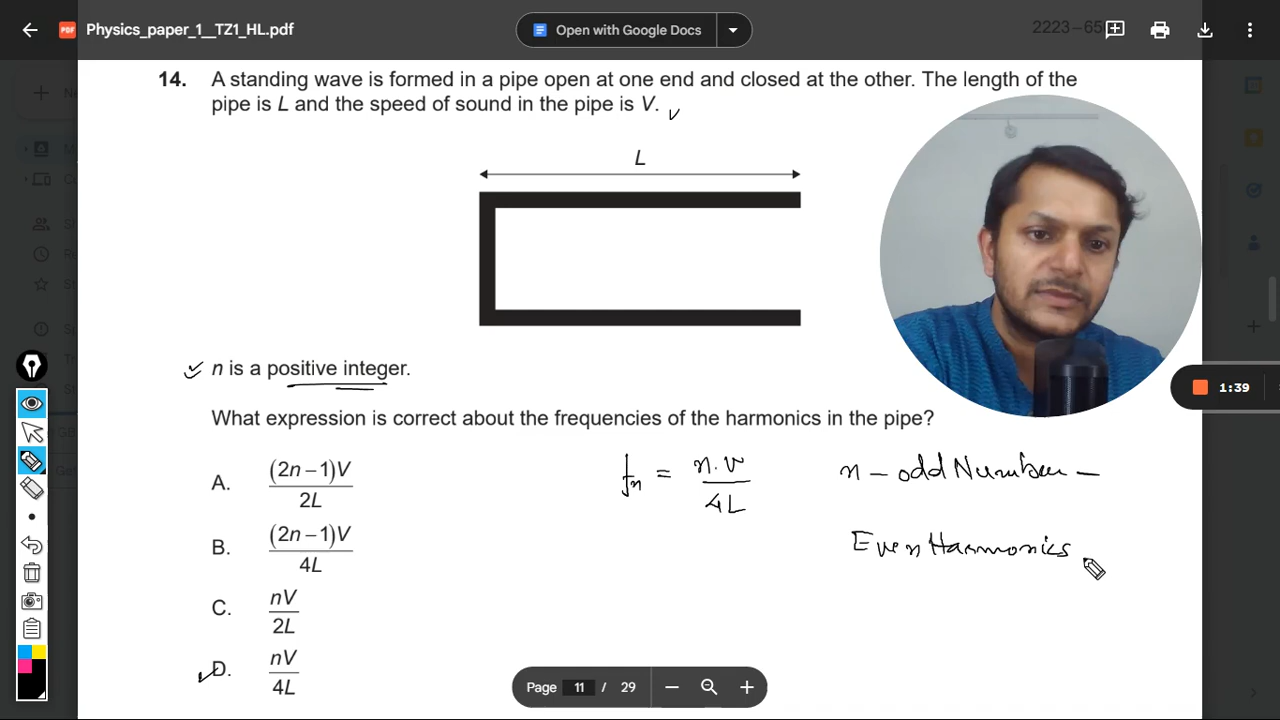 Physics_paper_1__TZ1_HL.pdf
Open with Google Docs
14. A standing wave is formed in a pipe open at one end and closed at the other. The length of the
pipe is L and the speed of sound in the pipe is V.
L
n is a positive integer.
What expression is correct about the frequencies of the harmonics in the pipe?
A. (2n−1)V
2L
B. (2n−1)V
4L
C. nV
2L
D. nV
4L
fn = n.v
4L
n – odd Number –
Even Harmonics
1:39
Page 11 / 29